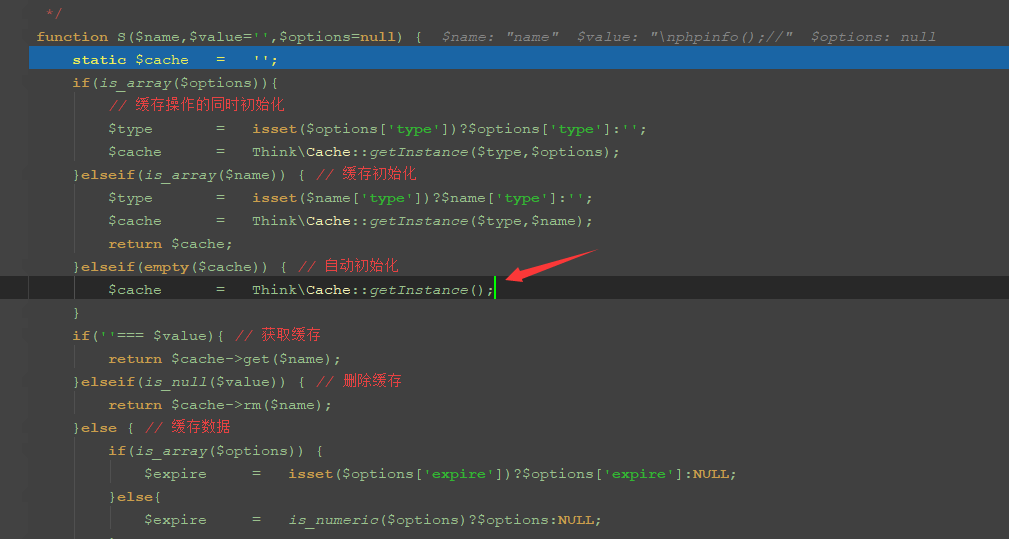 */
function S($name,$value='',$options=null) {  $name: "name"  $value: "\nphpinfo();//"  $options: null
    static $cache   =   '';
    if(is_array($options)){
        // 缓存操作的同时初始化
        $type       =   isset($options['type'])?$options['type']:'';
        $cache      =   Think\Cache::getInstance($type,$options);
    }elseif(is_array($name)) { // 缓存初始化
        $type       =   isset($name['type'])?$name['type']:'';
        $cache      =   Think\Cache::getInstance($type,$name);
        return $cache;
    }elseif(empty($cache)) { // 自动初始化
        $cache      =   Think\Cache::getInstance();
    }
    if(''=== $value){ // 获取缓存
        return $cache->get($name);
    }elseif(is_null($value)) { // 删除缓存
        return $cache->rm($name);
    }else { // 缓存数据
        if(is_array($options)) {
            $expire     =   isset($options['expire'])?$options['expire']:NULL;
        }else{
            $expire     =   is_numeric($options)?$options:NULL;